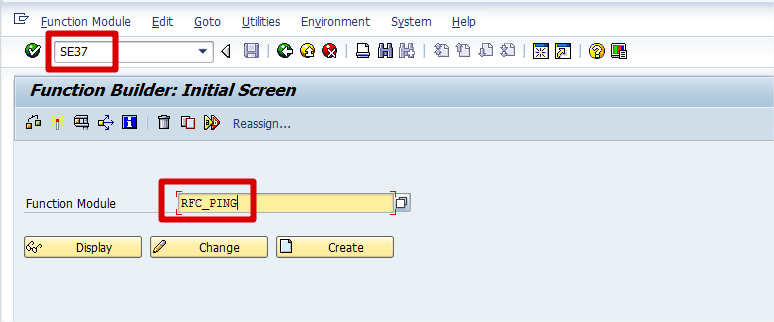 Function Module Edit Goto Utilities Environment System Help
SE37
Function Builder: Initial Screen
Reassign...
Function Module RFC_PING
Display Change Create